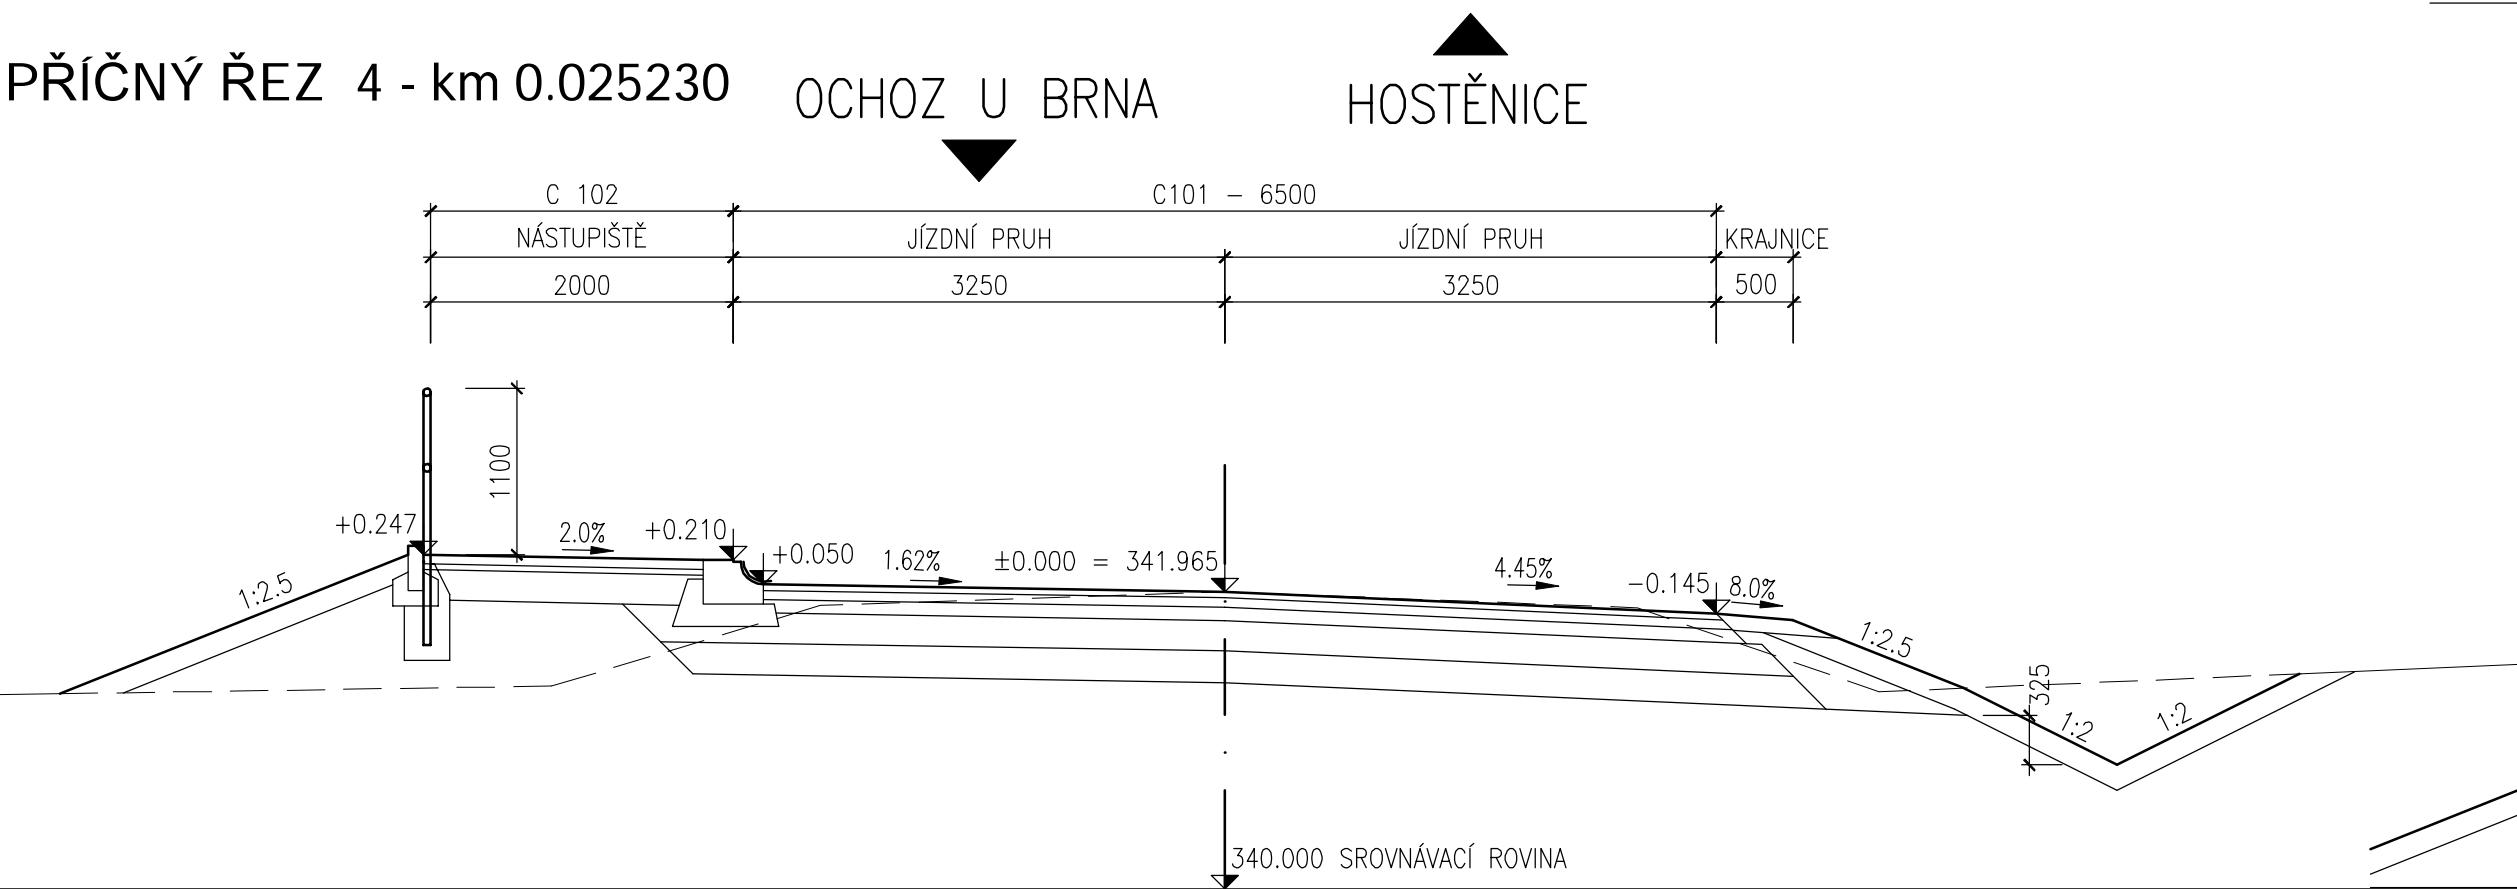 PŘÍČNÝ ŘEZ 4 - km 0.025230
OCHOZ U BRNA
HOSTĚNICE
C 102
C101 - 6500
NÁSTUPIŠTĚ
JÍZDNÍ PRUH
JÍZDNÍ PRUH
KRAJNICE
2000
3250
3250
500
1100
+0.247
2.0%
+0.210
+0.050
1.62%
±0.000 = 341.965
4.45%
-0.145
8.0%
1:2.5
1:2.5
325
1:2
1:2
340.000 SROVNÁVACÍ ROVINA